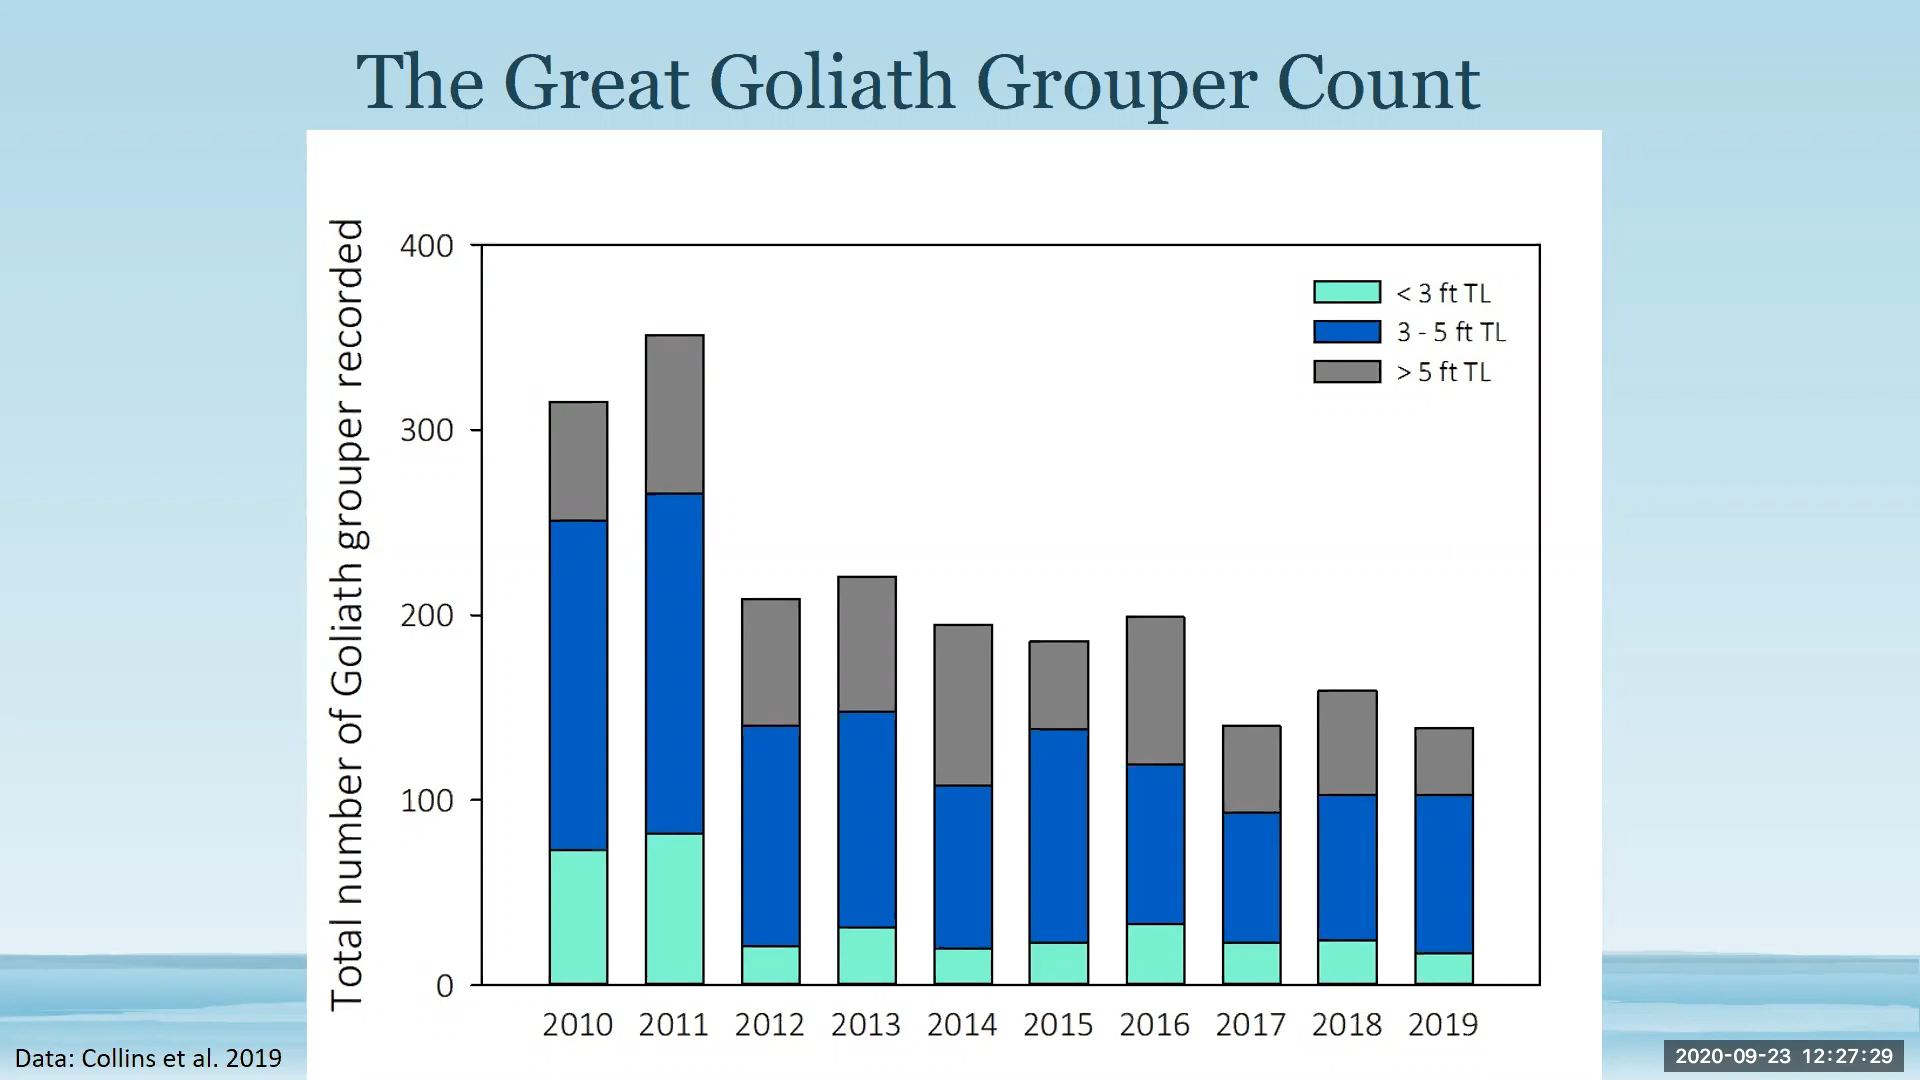 The Great Goliath Grouper Count
Total number of Goliath grouper recorded
400
300
200
100
0
< 3 ft TL
3 - 5 ft TL
> 5 ft TL
2010 2011 2012 2013 2014 2015 2016 2017 2018 2019
Data: Collins et al. 2019
2020-09-23 12:27:29